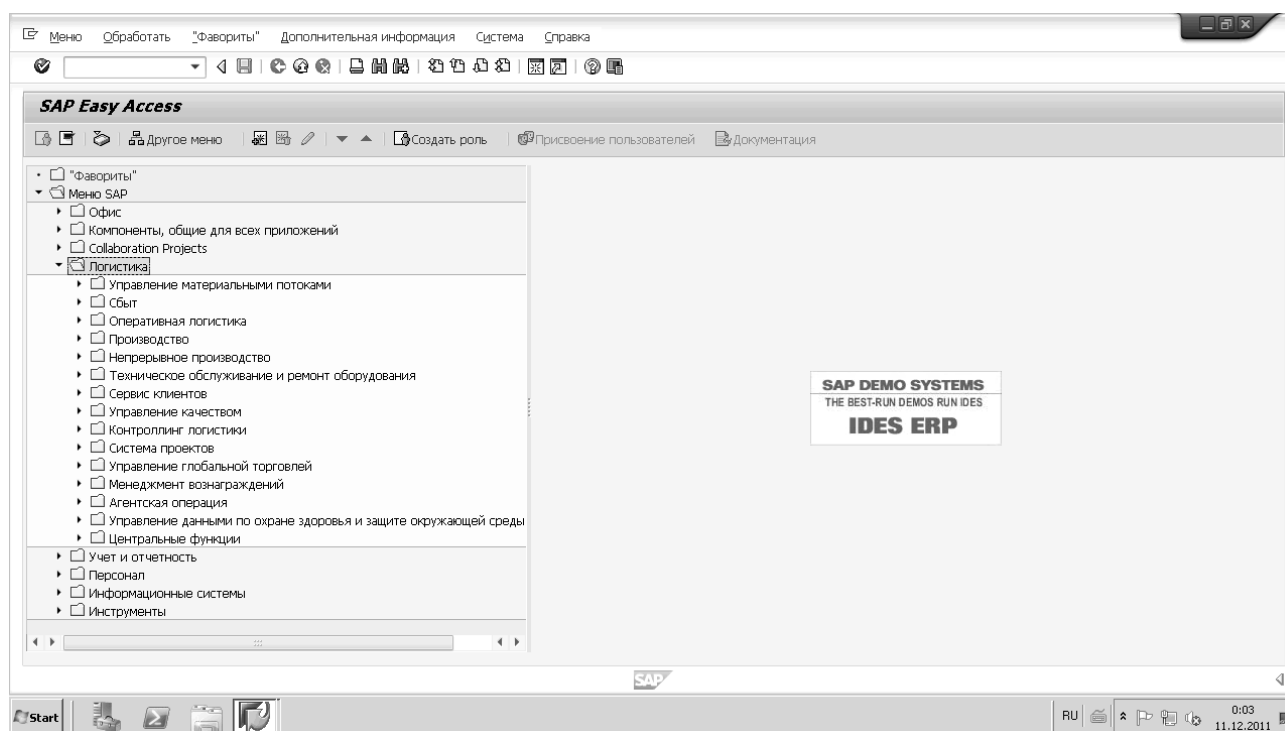 Меню Обработать "Фавориты" Дополнительная информация Система Справка
SAP Easy Access
Другое меню Создать роль Присвоение пользователей Документация
"Фавориты"
Меню SAP
Офис
Компоненты, общие для всех приложений
Collaboration Projects
Логистика
Управление материальными потоками
Сбыт
Оперативная логистика
Производство
Непрерывное производство
Техническое обслуживание и ремонт оборудования
Сервис клиентов
Управление качеством
Контроллинг логистики
Система проектов
Управление глобальной торговлей
Менеджмент вознаграждений
Агентская операция
Управление данными по охране здоровья и защите окружающей среды
Центральные функции
Учет и отчетность
Персонал
Информационные системы
Инструменты
SAP DEMO SYSTEMS
THE BEST-RUN DEMOS RUN IDES
IDES ERP
SAP
Start RU 0:03
11.12.2011